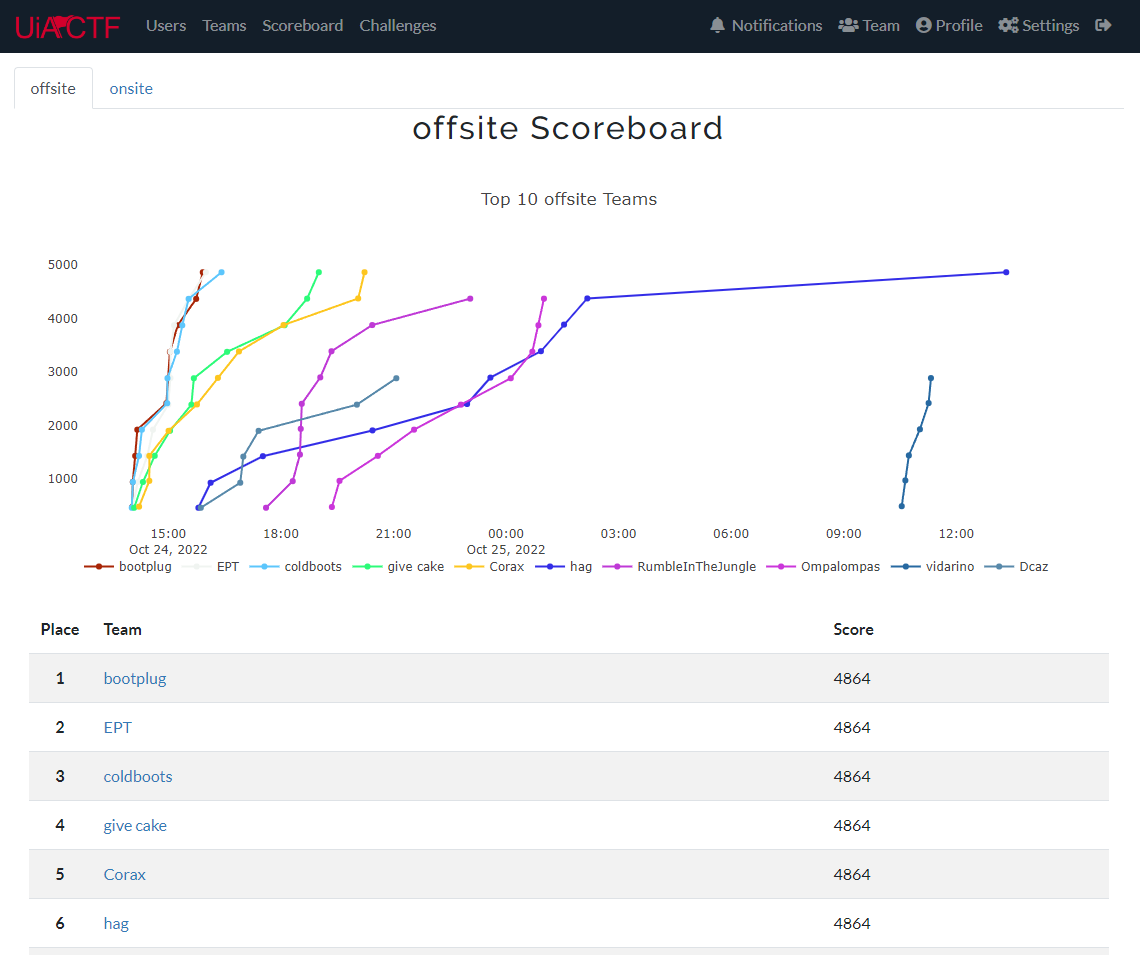 UiACTF Users Teams Scoreboard Challenges Notifications Team Profile Settings
offsite onsite
offsite Scoreboard
Top 10 offsite Teams
5000
4000
3000
2000
1000
15:00 18:00 21:00 00:00 03:00 06:00 09:00 12:00
Oct 24, 2022 Oct 25, 2022
bootplug EPT coldboots give cake Corax hag RumbleInTheJungle Ompalompas vidarino Dcaz
Place Team Score
1 bootplug 4864
2 EPT 4864
3 coldboots 4864
4 give cake 4864
5 Corax 4864
6 hag 4864